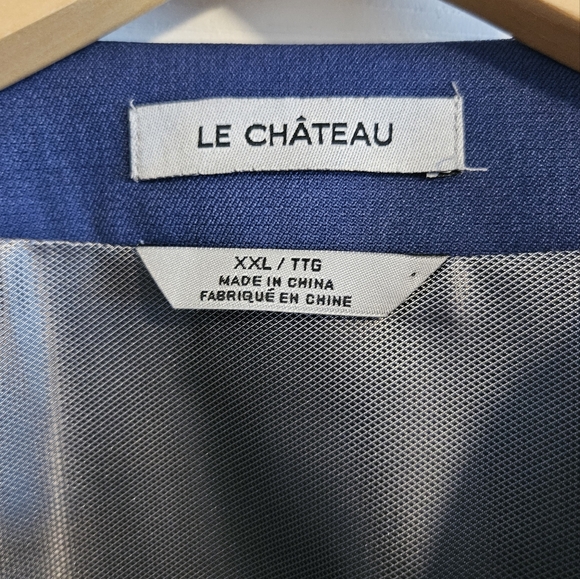 LE CHÂTEAU
XXL / TTG
MADE IN CHINA
FABRIQUÉ EN CHINE